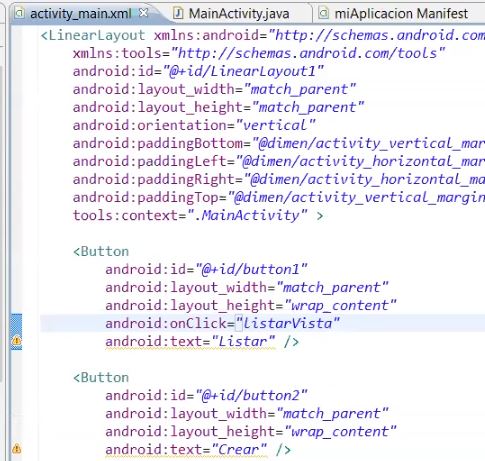 activity_main.xml MainActivity.java miAplicacion Manifest
<LinearLayout xmlns:android="http://schemas.android.com
xmlns:tools="http://schemas.android.com/tools"
android:id="@+id/LinearLayout1"
android:layout_width="match_parent"
android:layout_height="match_parent"
android:orientation="vertical"
android:paddingBottom="@dimen/activity_vertical_mar
android:paddingLeft="@dimen/activity_horizontal_mar
android:paddingRight="@dimen/activity_horizontal_ma
android:paddingTop="@dimen/activity_vertical_margin
tools:context=".MainActivity" >
<Button
android:id="@+id/button1"
android:layout_width="match_parent"
android:layout_height="wrap_content"
android:onClick="listarVista"
android:text="Listar" />
<Button
android:id="@+id/button2"
android:layout_width="match_parent"
android:layout_height="wrap_content"
android:text="Crear" />